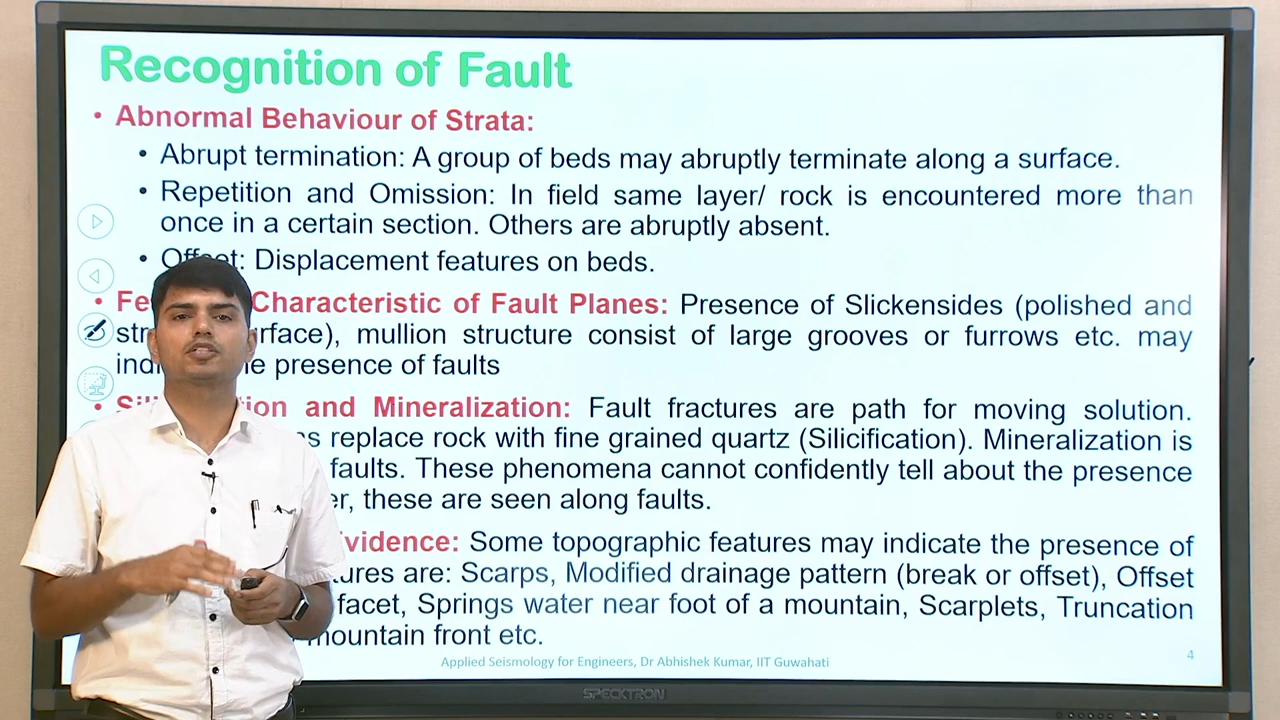 Recognition of Fault
• Abnormal Behaviour of Strata:
• Abrupt termination: A group of beds may abruptly terminate along a surface.
• Repetition and Omission: In field same layer/ rock is encountered more than
once in a certain section. Others are abruptly absent.
• Offset: Displacement features on beds.
• Characteristic of Fault Planes: Presence of Slickensides (polished and
mullion structure consist of large grooves or furrows etc. may
presence of faults
• and Mineralization: Fault fractures are path for moving solution.
replace rock with fine grained quartz (Silicification). Mineralization is
faults. These phenomena cannot confidently tell about the presence
these are seen along faults.
Some topographic features may indicate the presence of
are: Scarps, Modified drainage pattern (break or offset), Offset
facet, Springs water near foot of a mountain, Scarplets, Truncation
mountain front etc.
Applied Seismology for Engineers, Dr Abhishek Kumar, IIT Guwahati
4
SPECKTRON